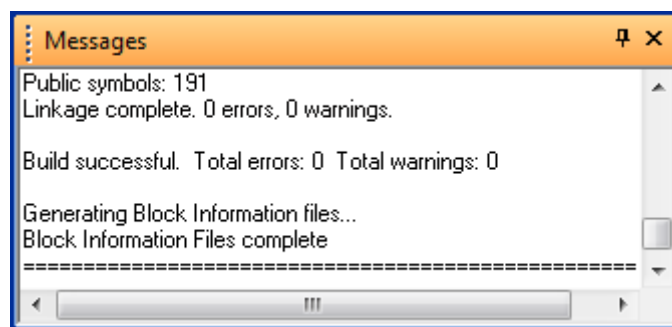 Messages
Public symbols: 191
Linkage complete. 0 errors, 0 warnings.
Build successful.  Total errors: 0  Total warnings: 0
Generating Block Information files...
Block Information Files complete
===================================================